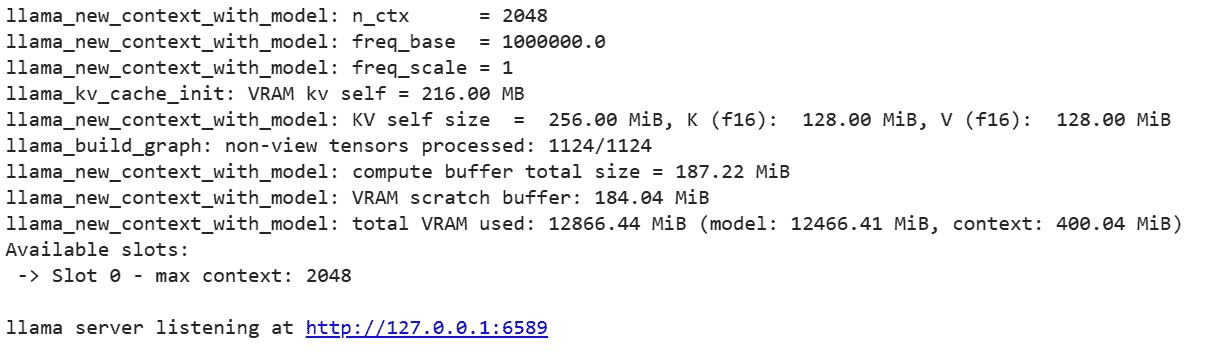 llama_new_context_with_model: n_ctx      = 2048
llama_new_context_with_model: freq_base  = 1000000.0
llama_new_context_with_model: freq_scale = 1
llama_kv_cache_init: VRAM kv self = 216.00 MB
llama_new_context_with_model: KV self size  =  256.00 MiB, K (f16):  128.00 MiB, V (f16):  128.00 MiB
llama_build_graph: non-view tensors processed: 1124/1124
llama_new_context_with_model: compute buffer total size = 187.22 MiB
llama_new_context_with_model: VRAM scratch buffer: 184.04 MiB
llama_new_context_with_model: total VRAM used: 12866.44 MiB (model: 12466.41 MiB, context: 400.04 MiB)
Available slots:
 -> Slot 0 - max context: 2048

llama server listening at http://127.0.0.1:6589